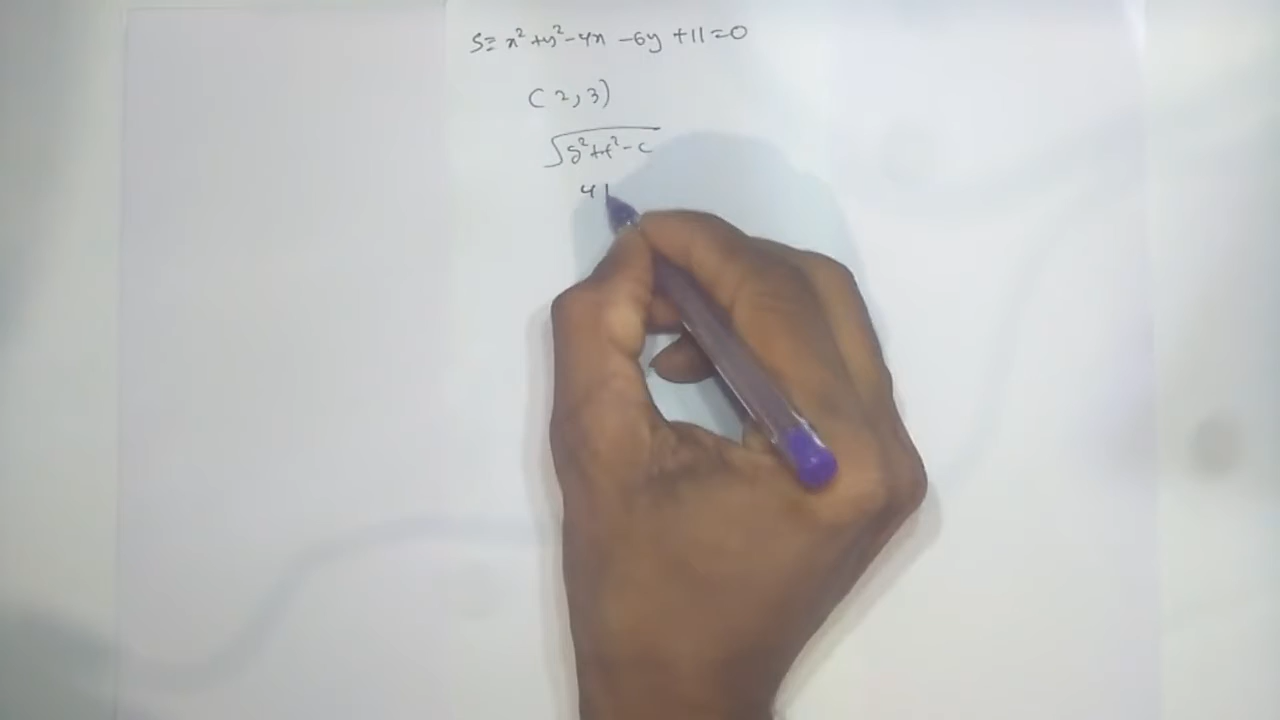 S ≡ x² + y² - 4x - 6y + 11 = 0
(2, 3)
√g² + f² - c
4